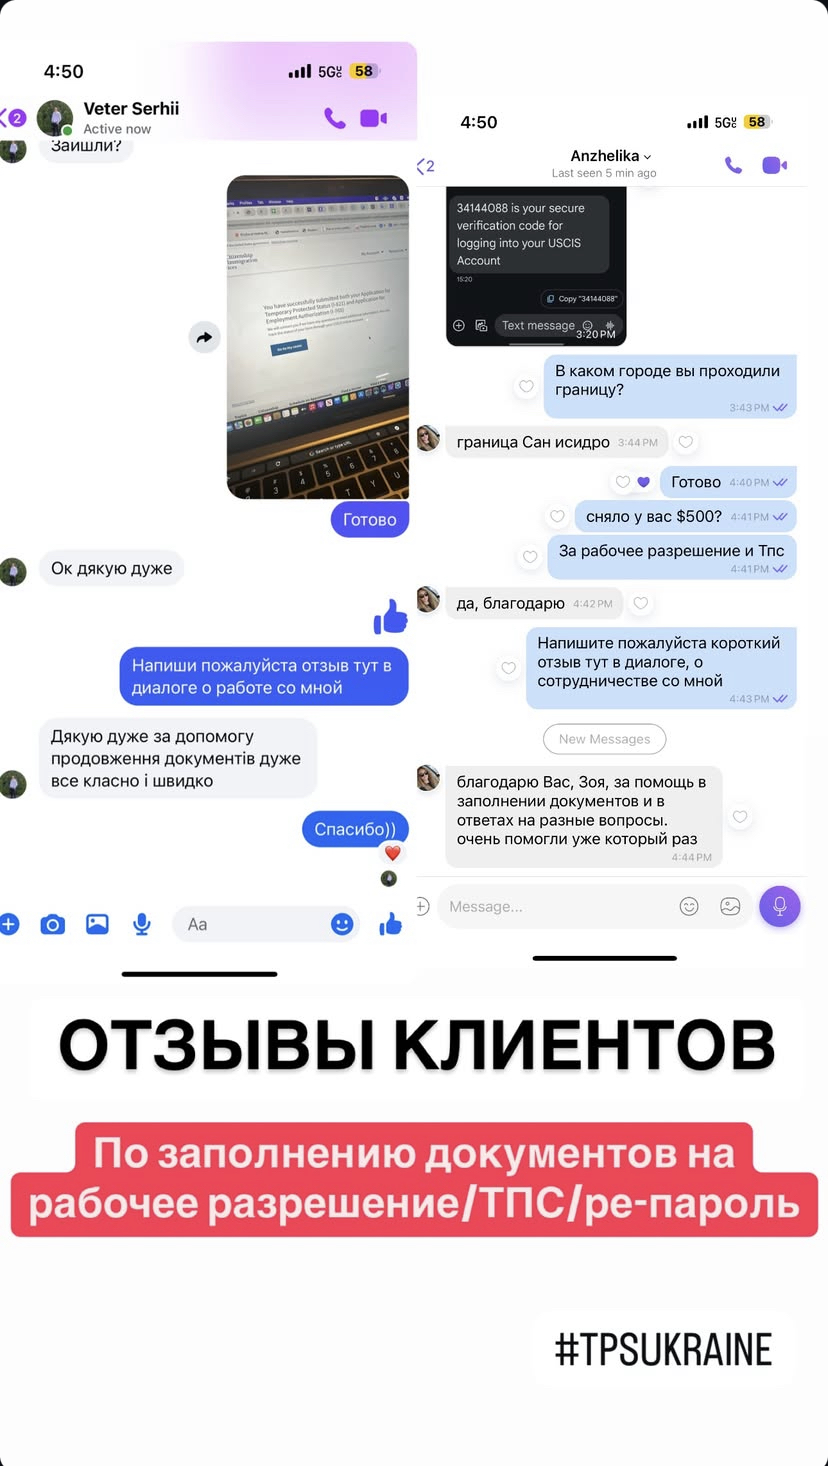 4:50
5G
58
2
Veter Serhii
Active now
Зайшли?
You have successfully submitted both your Application for
Temporary Protected Status (I-821) and Application for
Employment Authorization (I-765)
Готово
Ок дякую дуже
Напиши пожалуйста отзыв тут в
диалоге о работе со мной
Дякую дуже за допомогу
продовження документів дуже
все класно і швидко
Спасибо))
Aa
4:50
5G
58
2
Anzhelika
Last seen 5 min ago
34144088 is your secure
verification code for
logging into your USCIS
Account
15:20
Copy "34144088"
Text message
3:20 PM
В каком городе вы проходили
границу?
3:43 PM
граница Сан исидро 3:44 PM
Готово 4:40 PM
сняло у вас $500? 4:41 PM
За рабочее разрешение и Тпс
4:41 PM
да, благодарю 4:42 PM
Напишите пожалуйста короткий
отзыв тут в диалоге, о
сотрудничестве со мной
4:43 PM
New Messages
благодарю Вас, Зоя, за помощь в
заполнении документов и в
ответах на разные вопросы.
очень помогли уже который раз
4:44 PM
Message...
ОТЗЫВЫ КЛИЕНТОВ
По заполнению документов на
рабочее разрешение/ТПС/ре-пароль
#TPSUKRAINE